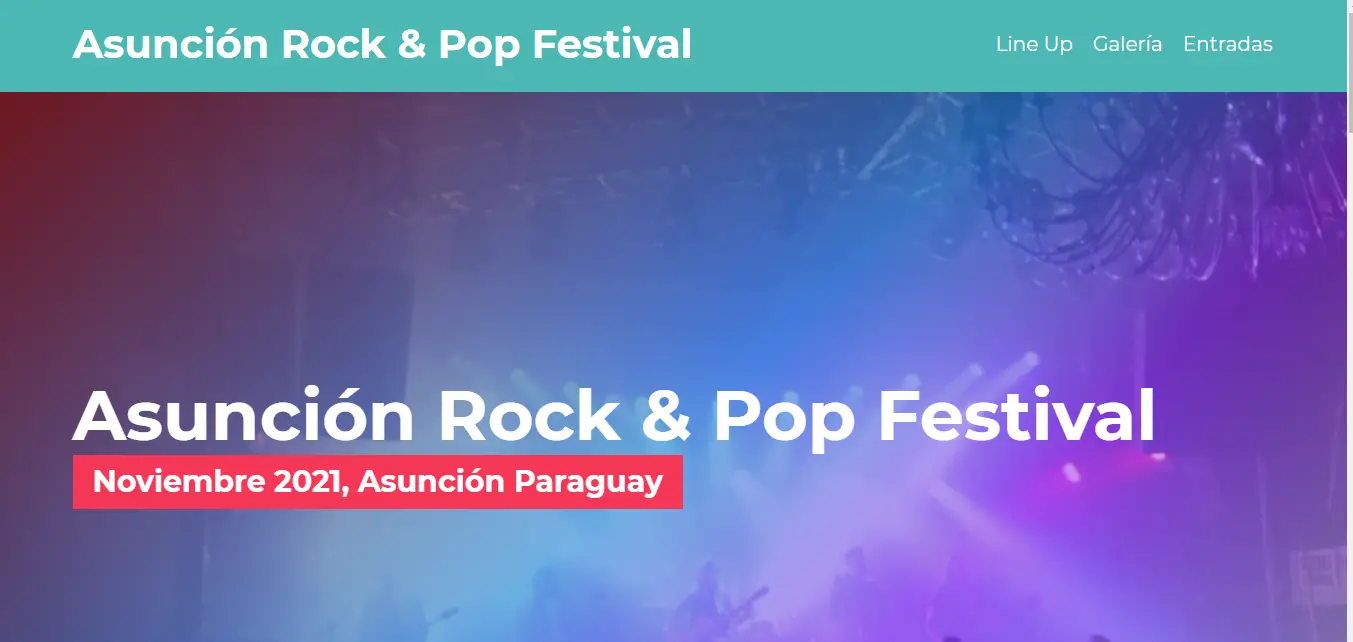 Asunción Rock & Pop Festival
Line Up Galería Entradas
Asunción Rock & Pop Festival
Noviembre 2021, Asunción Paraguay